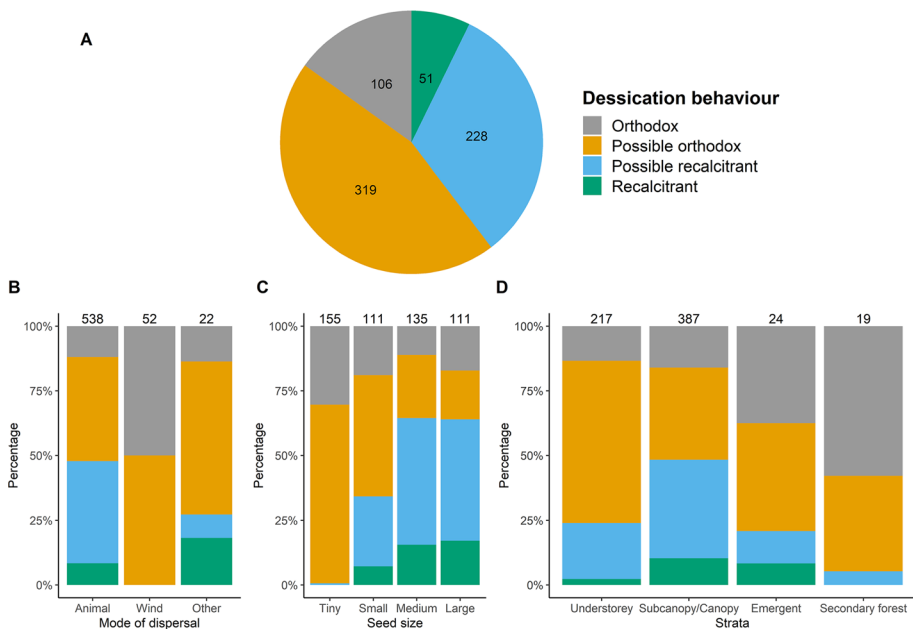 A
106
51
228
319
Dessication behaviour
Orthodox
Possible orthodox
Possible recalcitrant
Recalcitrant
B
538 52 22
100%
75%
50%
25%
0%
Percentage
Animal Wind Other
Mode of dispersal
C
155 111 135 111
100%
75%
50%
25%
0%
Percentage
Tiny Small Medium Large
Seed size
D
217 387 24 19
100%
75%
50%
25%
0%
Percentage
Understorey Subcanopy/Canopy Emergent Secondary forest
Strata